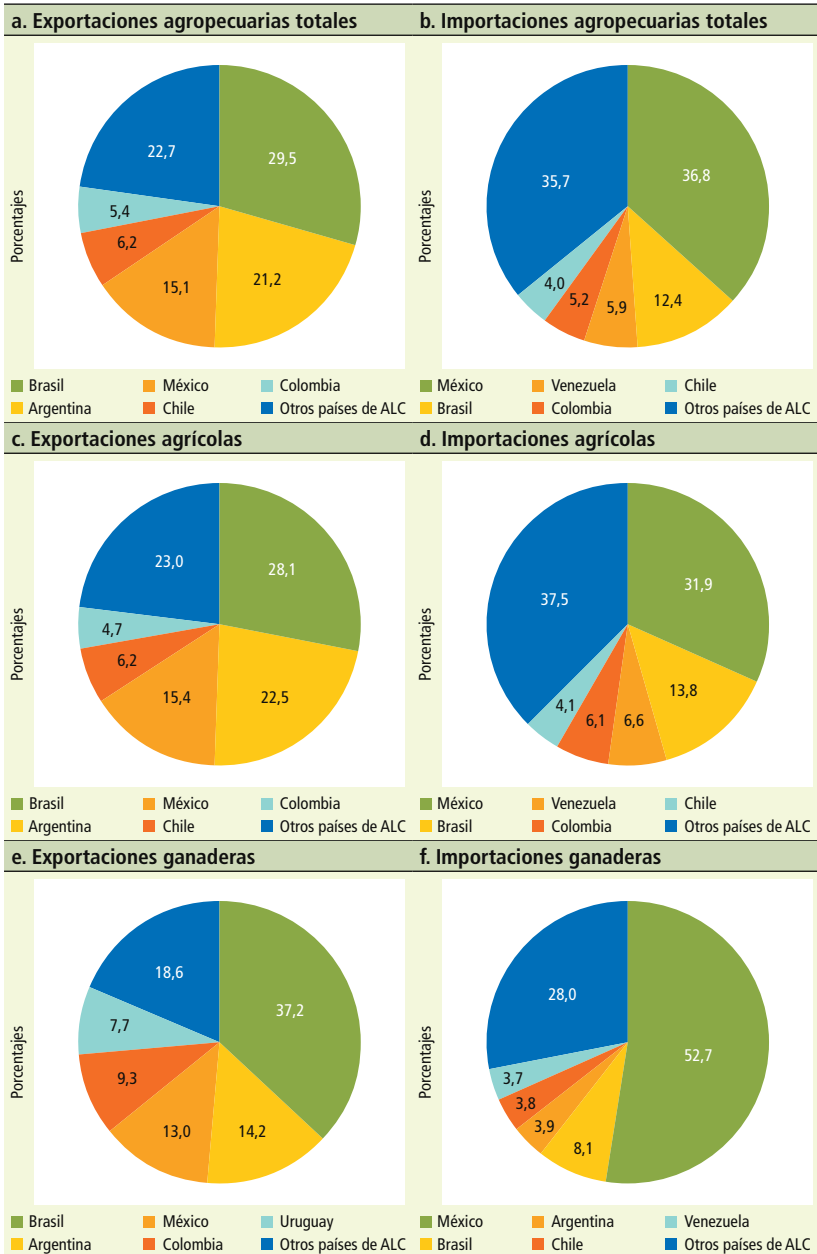 a. Exportaciones agropecuarias totales
Porcentajes
29,5
21,2
15,1
6,2
5,4
22,7
Brasil México Colombia
Argentina Chile Otros países de ALC
b. Importaciones agropecuarias totales
Porcentajes
36,8
12,4
5,9
5,2
4,0
35,7
México Venezuela Chile
Brasil Colombia Otros países de ALC
c. Exportaciones agrícolas
Porcentajes
28,1
22,5
15,4
6,2
4,7
23,0
Brasil México Colombia
Argentina Chile Otros países de ALC
d. Importaciones agrícolas
Porcentajes
31,9
13,8
6,6
6,1
4,1
37,5
México Venezuela Chile
Brasil Colombia Otros países de ALC
e. Exportaciones ganaderas
Porcentajes
37,2
14,2
13,0
9,3
7,7
18,6
Brasil México Uruguay
Argentina Colombia Otros países de ALC
f. Importaciones ganaderas
Porcentajes
52,7
8,1
3,9
3,8
3,7
28,0
México Argentina Venezuela
Brasil Chile Otros países de ALC